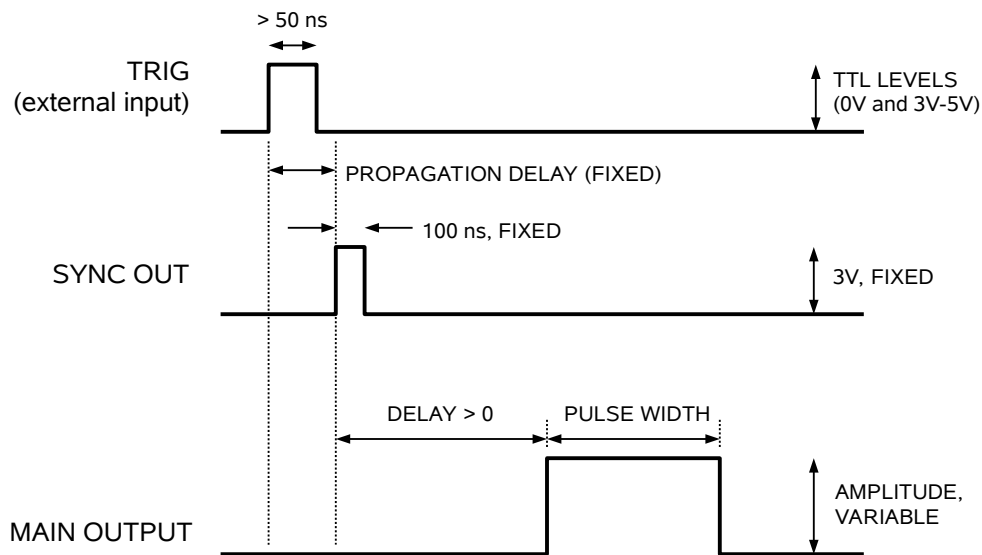 > 50 ns
TRIG
(external input)
TTL LEVELS
(0V and 3V-5V)
PROPAGATION DELAY (FIXED)
100 ns, FIXED
SYNC OUT
3V, FIXED
DELAY > 0
PULSE WIDTH
AMPLITUDE,
VARIABLE
MAIN OUTPUT